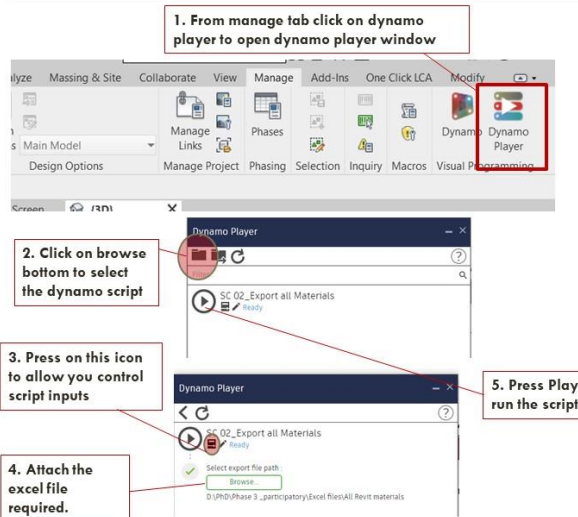 1. From manage tab click on dynamo
player to open dynamo player window
Massing & Site Collaborate View Manage Add-Ins One Click LCA Modify
Manage
Links
Phases
Dynamo
Dynamo
Player
Main Model
Design Options Manage Project Phasing Selection Inquiry Macros Visual Programming
(3D)
Dynamo Player
2. Click on browse
bottom to select
the dynamo script
SC 02_Export all Materials
Ready
3. Press on this icon
to allow you control
script inputs
5. Press Play
run the script
Dynamo Player
SC 02_Export all Materials
Ready
Select export file path :
Browse...
4. Attach the
excel file
required.
D:\PhD\Phase 3 _participatory\Excel files\All Revit materials